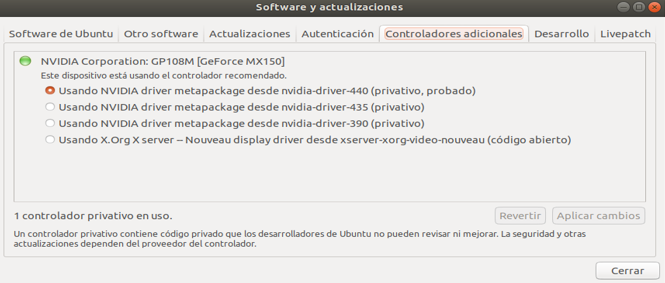 Software y actualizaciones
Software de Ubuntu Otro software Actualizaciones Autenticación Controladores adicionales Desarrollo Livepatch
NVIDIA Corporation: GP108M [GeForce MX150]
Este dispositivo está usando el controlador recomendado.
Usando NVIDIA driver metapackage desde nvidia-driver-440 (privativo, probado)
Usando NVIDIA driver metapackage desde nvidia-driver-435 (privativo)
Usando NVIDIA driver metapackage desde nvidia-driver-390 (privativo)
Usando X.Org X server -- Nouveau display driver desde xserver-xorg-video-nouveau (código abierto)
1 controlador privativo en uso. Revertir Aplicar cambios
Un controlador privativo contiene código privado que los desarrolladores de Ubuntu no pueden revisar ni mejorar. La seguridad y otras
actualizaciones dependen del proveedor del controlador.
Cerrar